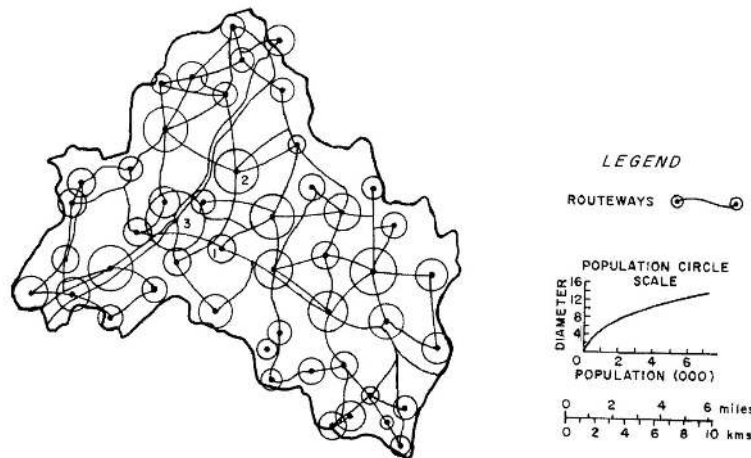 2
3
1
LEGEND
ROUTEWAYS
POPULATION CIRCLE
SCALE
DIAMETER
16
12
8
4
0
0 2 4 6
POPULATION (000)
0 2 4 6 miles
0 2 4 6 8 10 kms